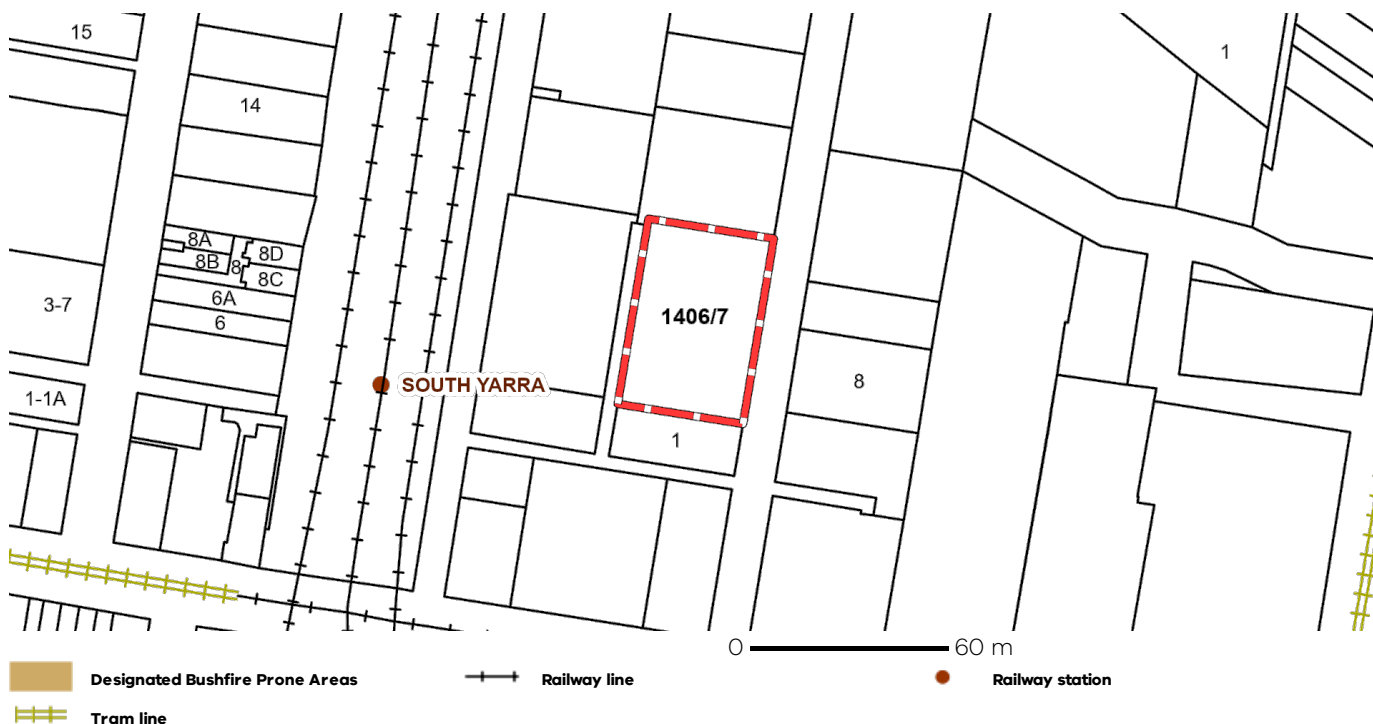 15
1
14
8A
8D
8B
8
8C
6A
3-7
6
1406/7
8
SOUTH YARRA
1-1A
1
0 60 m
Designated Bushfire Prone Areas Railway line Railway station
Tram line